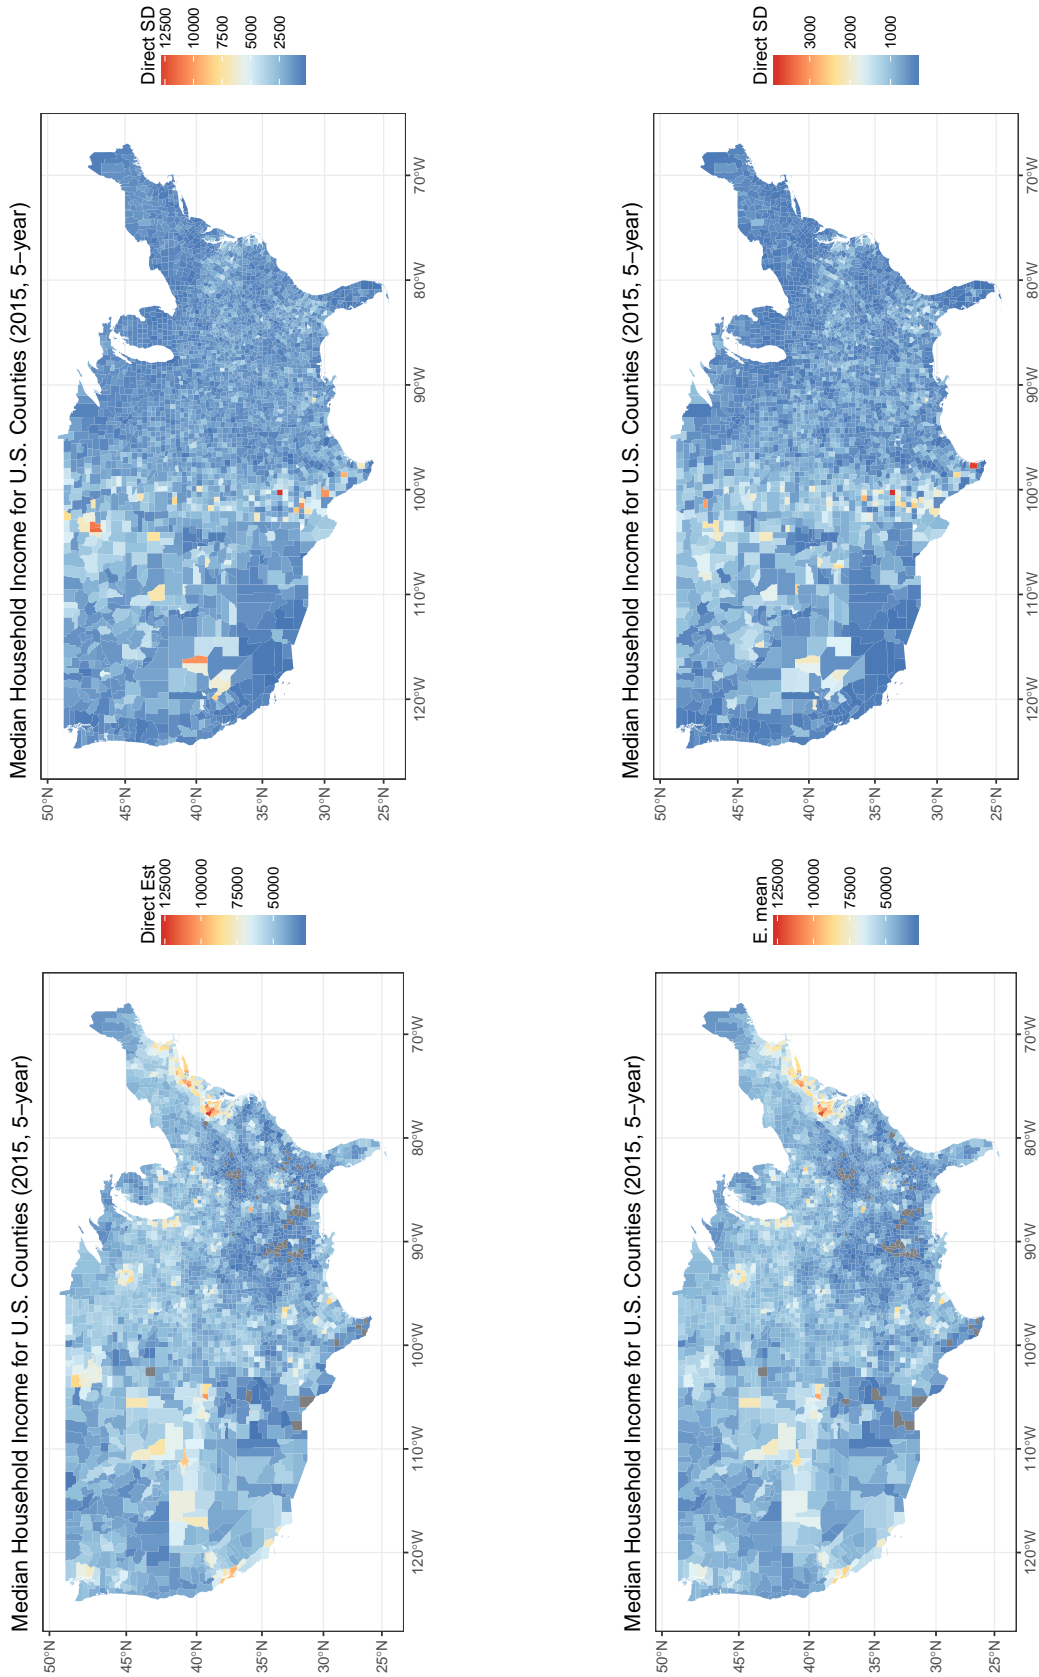 Median Household Income for U.S. Counties (2015, 5−year)
50°N
45°N
40°N
35°N
30°N
25°N
120°W
110°W
100°W
90°W
80°W
70°W
Direct Est
125000
100000
75000
50000
Median Household Income for U.S. Counties (2015, 5−year)
50°N
45°N
40°N
35°N
30°N
25°N
120°W
110°W
100°W
90°W
80°W
70°W
Direct SD
12500
10000
7500
5000
2500
Median Household Income for U.S. Counties (2015, 5−year)
50°N
45°N
40°N
35°N
30°N
25°N
120°W
110°W
100°W
90°W
80°W
70°W
E. mean
125000
100000
75000
50000
Median Household Income for U.S. Counties (2015, 5−year)
50°N
45°N
40°N
35°N
30°N
25°N
120°W
110°W
100°W
90°W
80°W
70°W
Direct SD
3000
2000
1000